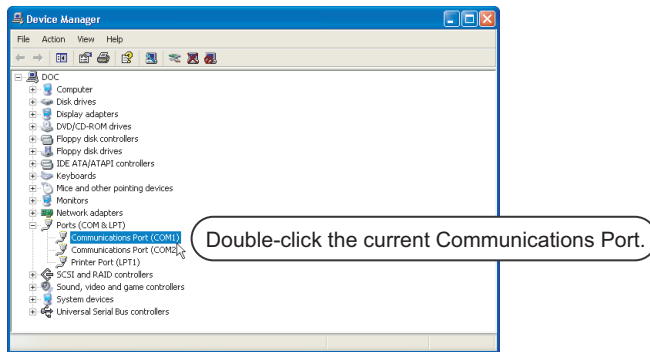 Device Manager
File Action View Help
DOC
Computer
Disk drives
Display adapters
DVD/CD-ROM drives
Floppy disk controllers
Floppy disk drives
IDE ATA/ATAPI controllers
Keyboards
Mice and other pointing devices
Monitors
Network adapters
Ports (COM & LPT)
Communications Port (COM1)
Communications Port (COM2)
Printer Port (LPT1)
SCSI and RAID controllers
Sound, video and game controllers
System devices
Universal Serial Bus controllers
Double-click the current Communications Port.